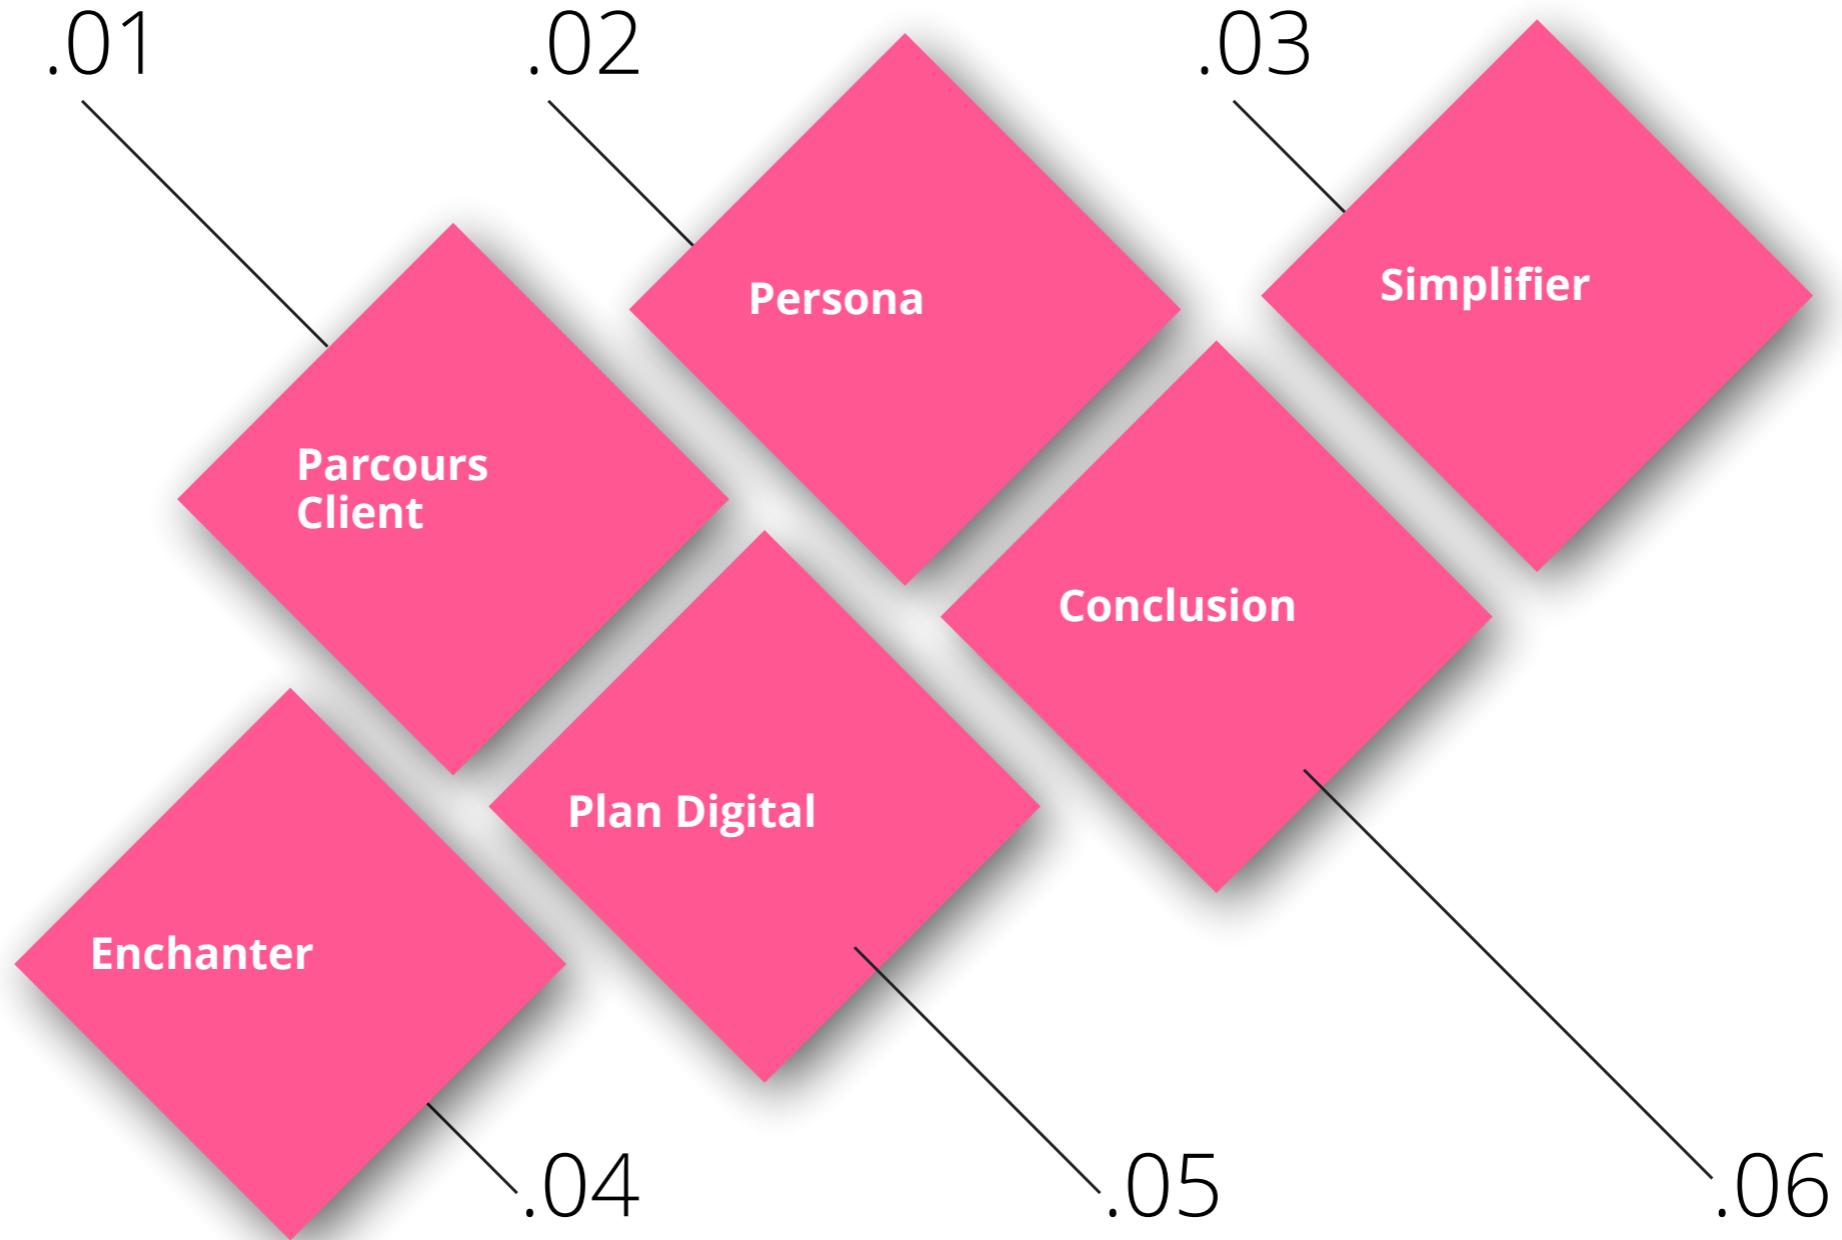 .01
.02
.03
Parcours
Client
Persona
Simplifier
Enchanter
Plan Digital
Conclusion
.04
.05
.06